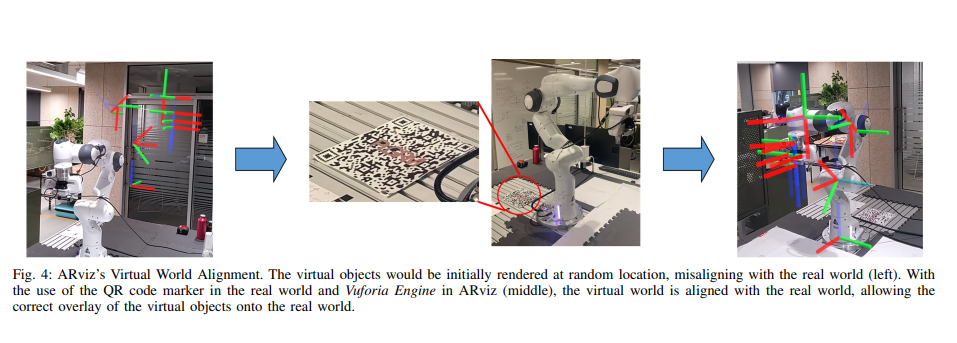 Fig. 4: ARviz's Virtual World Alignment. The virtual objects would be initially rendered at random location, misaligning with the real world (left). With
the use of the QR code marker in the real world and Vuforia Engine in ARviz (middle), the virtual world is aligned with the real world, allowing the
correct overlay of the virtual objects onto the real world.